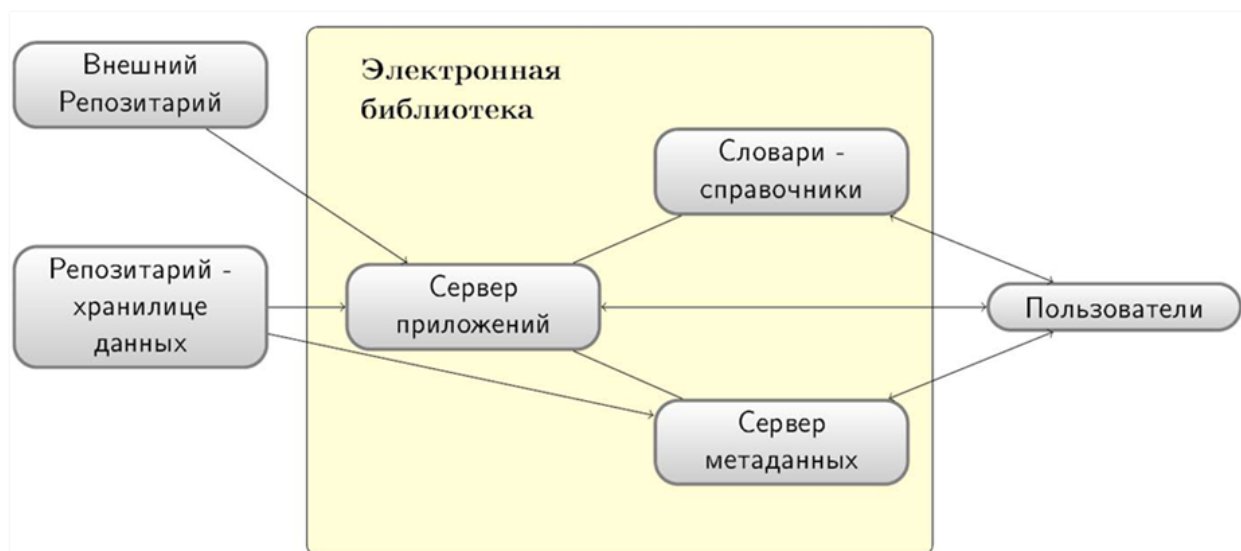 Внешний
Репозитарий
Электронная
библиотека
Словари -
справочники
Репозитарий -
хранилице
данных
Сервер
приложений
Пользователи
Сервер
метаданных